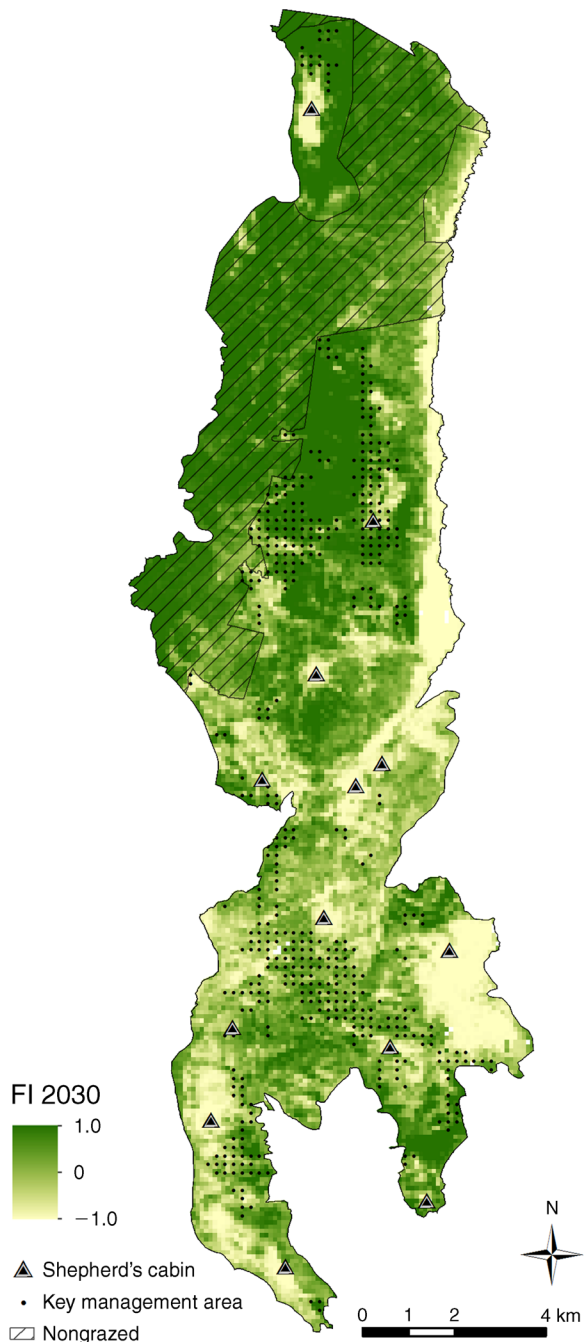 FI 2030
1.0
0
−1.0
Shepherd's cabin
Key management area
Nongrazed
N
0 1 2 4 km